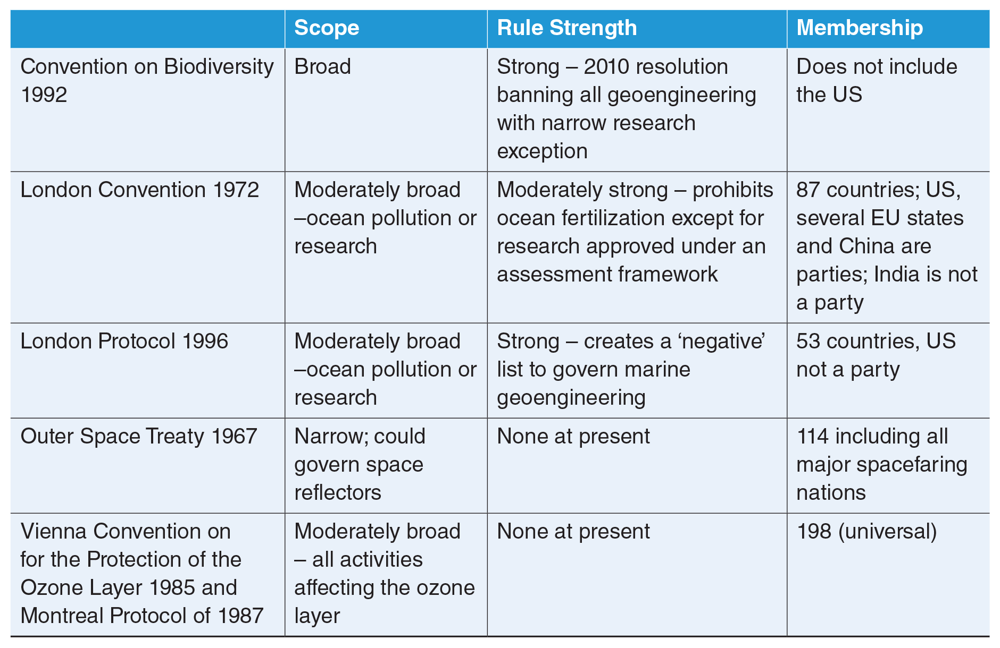 Scope
Rule Strength
Membership
Convention on Biodiversity
1992
Broad
Strong – 2010 resolution
banning all geoengineering
with narrow research
exception
Does not include
the US
London Convention 1972
Moderately broad
–ocean pollution or
research
Moderately strong – prohibits
ocean fertilization except for
research approved under an
assessment framework
87 countries; US,
several EU states
and China are
parties; India is not
a party
London Protocol 1996
Moderately broad
–ocean pollution or
research
Strong – creates a ‘negative’
list to govern marine
geoengineering
53 countries, US
not a party
Outer Space Treaty 1967
Narrow; could
govern space
reflectors
None at present
114 including all
major spacefaring
nations
Vienna Convention on
for the Protection of the
Ozone Layer 1985 and
Montreal Protocol of 1987
Moderately broad
– all activities
affecting the ozone
layer
None at present
198 (universal)